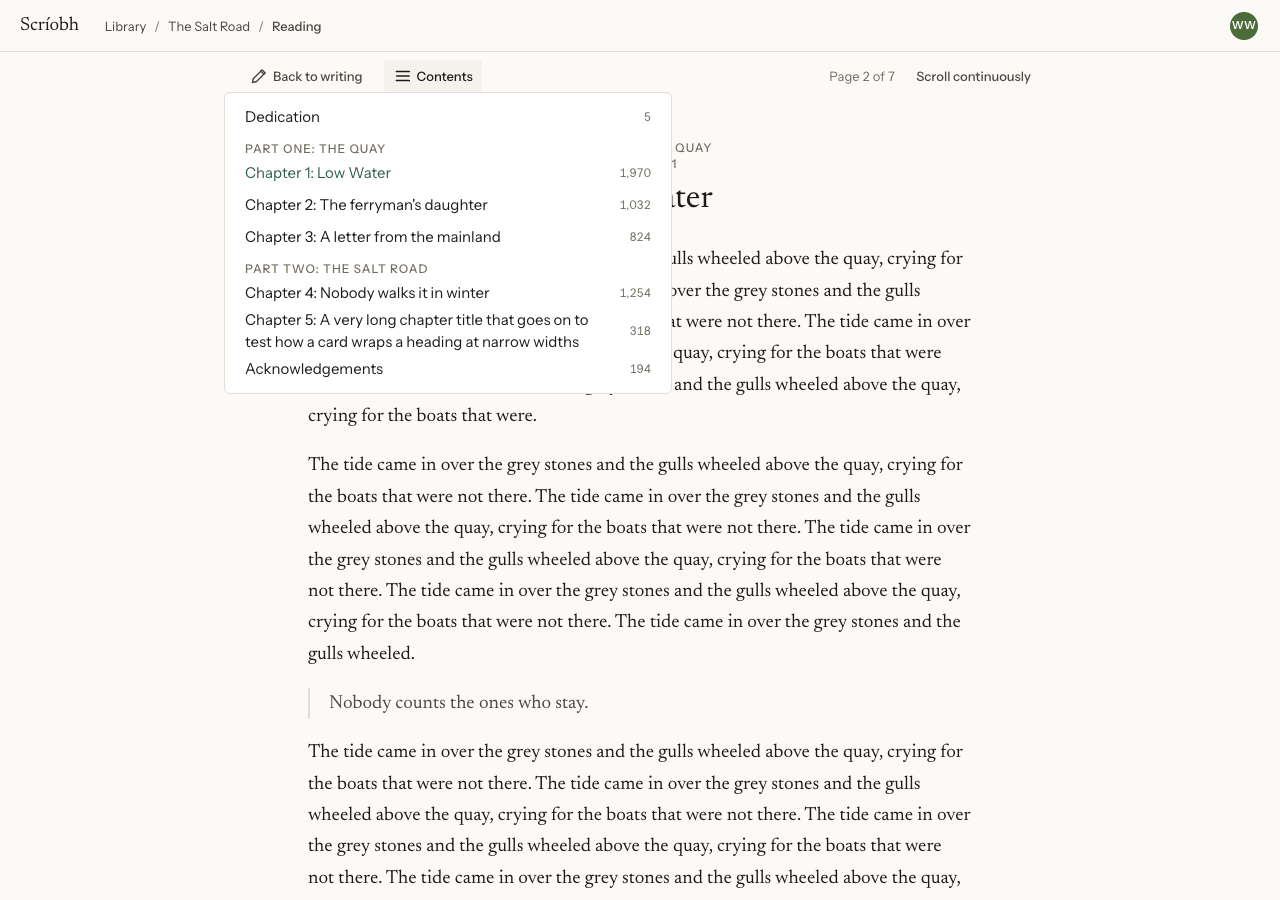 Scríobh
Library / The Salt Road / Reading
WW
Back to writing
Contents
Page 2 of 7
Scroll continuously
Dedication 5
PART ONE: THE QUAY
Chapter 1: Low Water 1,970
Chapter 2: The ferryman's daughter 1,032
Chapter 3: A letter from the mainland 824
PART TWO: THE SALT ROAD
Chapter 4: Nobody walks it in winter 1,254
Chapter 5: A very long chapter title that goes on to
test how a card wraps a heading at narrow widths 318
Acknowledgements 194
QUAY
1
wheeled above the quay, crying for
the grey stones and the gulls
were not there. The tide came in over
quay, crying for the boats that were
and the gulls wheeled above the quay,
crying for the boats that were.
The tide came in over the grey stones and the gulls wheeled above the quay, crying for
the boats that were not there. The tide came in over the grey stones and the gulls
wheeled above the quay, crying for the boats that were not there. The tide came in over
the grey stones and the gulls wheeled above the quay, crying for the boats that were
not there. The tide came in over the grey stones and the gulls wheeled above the quay,
crying for the boats that were not there. The tide came in over the grey stones and the
gulls wheeled.
Nobody counts the ones who stay.
The tide came in over the grey stones and the gulls wheeled above the quay, crying for
the boats that were not there. The tide came in over the grey stones and the gulls
wheeled above the quay, crying for the boats that were not there. The tide came in over
the grey stones and the gulls wheeled above the quay, crying for the boats that were
not there. The tide came in over the grey stones and the gulls wheeled above the quay,